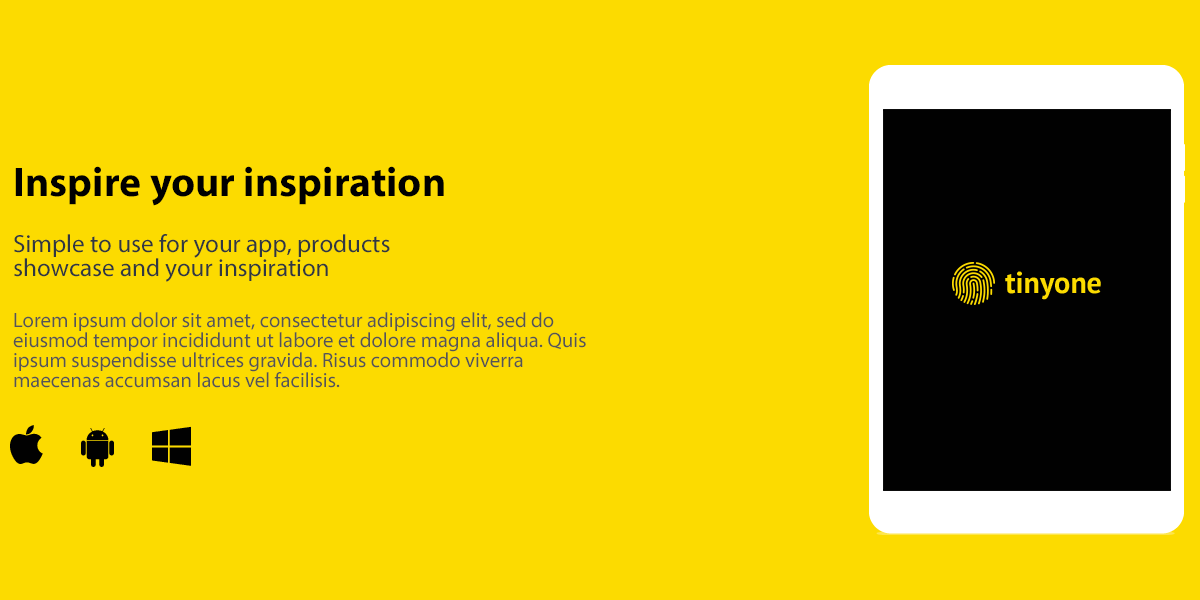 Inspire your inspiration
Simple to use for your app, products
showcase and your inspiration
Lorem ipsum dolor sit amet, consectetur adipiscing elit, sed do
eiusmod tempor incididunt ut labore et dolore magna aliqua. Quis
ipsum suspendisse ultrices gravida. Risus commodo viverra
maecenas accumsan lacus vel facilisis.
tinyone